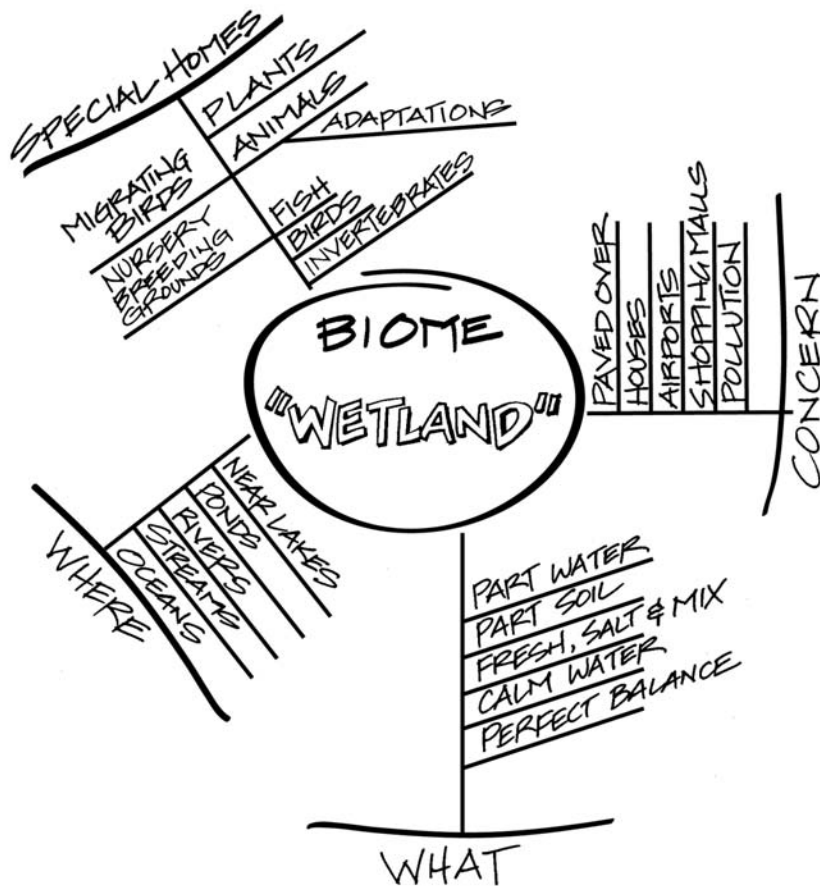 BIOME
"WETLAND"
SPECIAL HOMES
PLANTS
ANIMALS
ADAPTATIONS
MIGRATING
BIRDS
NURSERY
BREEDING
GROUNDS
FISH
BIRDS
INVERTEBRATES
PAVED OVER
HOUSES
AIRPORTS
SHOPPING MALLS
POLLUTION
CONCERN
NEAR LAKES
PONDS
RIVERS
STREAMS
OCEANS
WHERE
PART WATER
PART SOIL
FRESH, SALT & MIX
CALM WATER
PERFECT BALANCE
WHAT